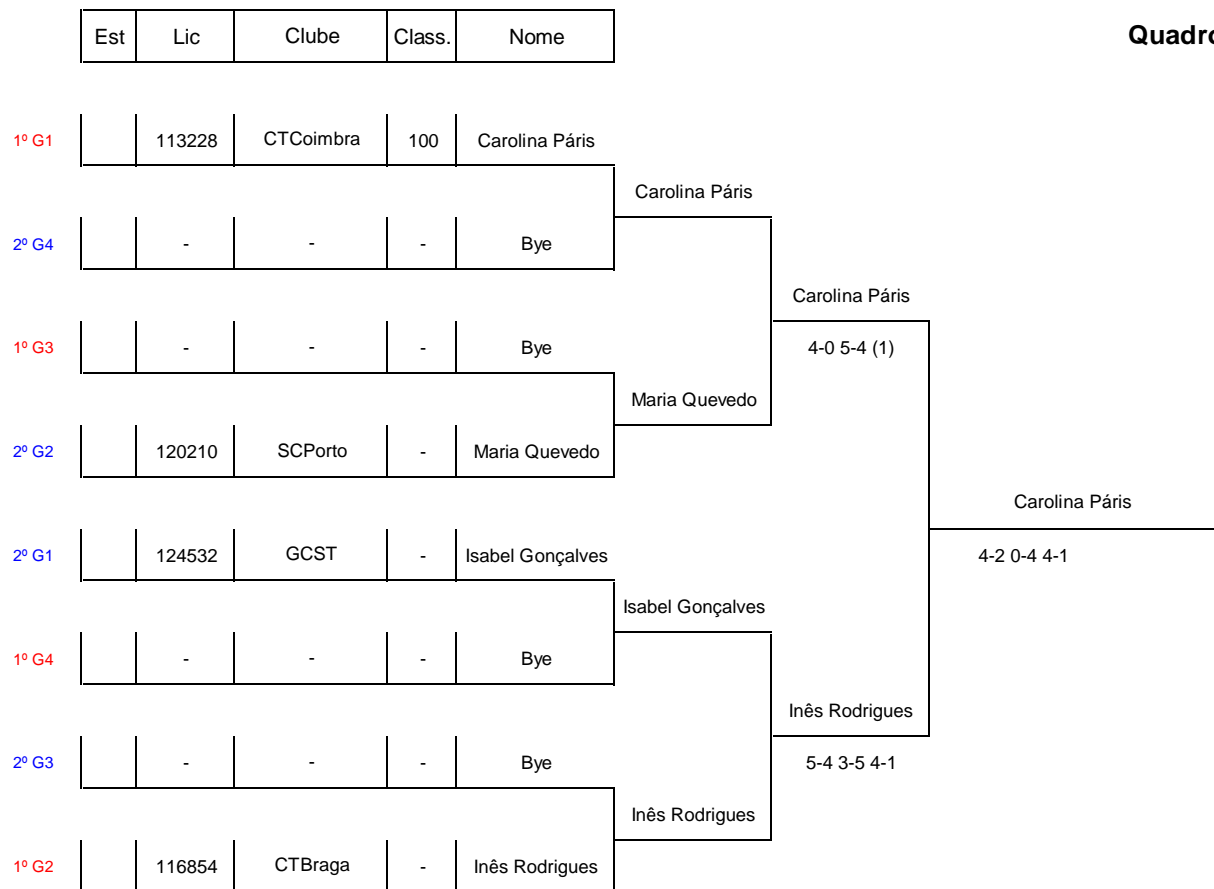 Est Lic Clube Class. Nome
Quadro
1º G1 113228 CTCoimbra 100 Carolina Páris
Carolina Páris
2º G4 - - - Bye
Carolina Páris
1º G3 - - - Bye
4-0 5-4 (1)
Maria Quevedo
2º G2 120210 SCPorto - Maria Quevedo
Carolina Páris
2º G1 124532 GCST - Isabel Gonçalves
4-2 0-4 4-1
Isabel Gonçalves
1º G4 - - - Bye
Inês Rodrigues
2º G3 - - - Bye
5-4 3-5 4-1
Inês Rodrigues
1º G2 116854 CTBraga - Inês Rodrigues